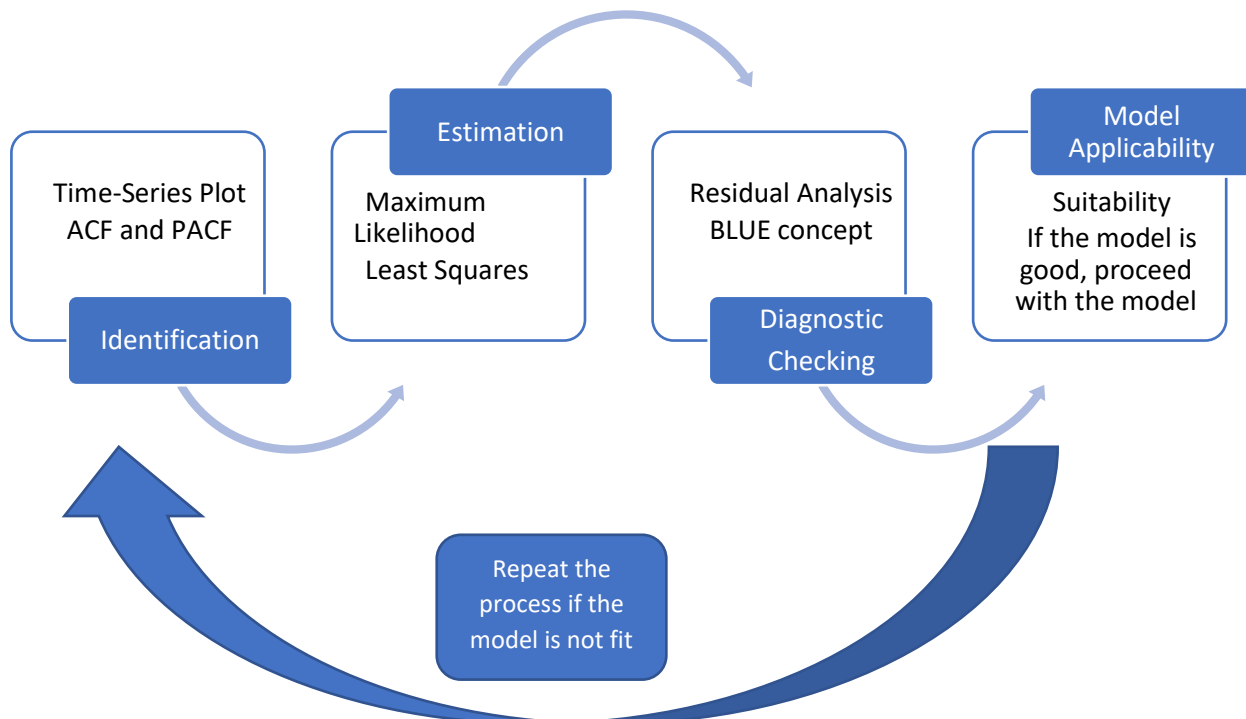 Time-Series Plot
ACF and PACF
Identification
Estimation
Maximum
Likelihood
Least Squares
Residual Analysis
BLUE concept
Diagnostic
Checking
Model
Applicability
Suitability
If the model is
good, proceed
with the model
Repeat the
process if the
model is not fit